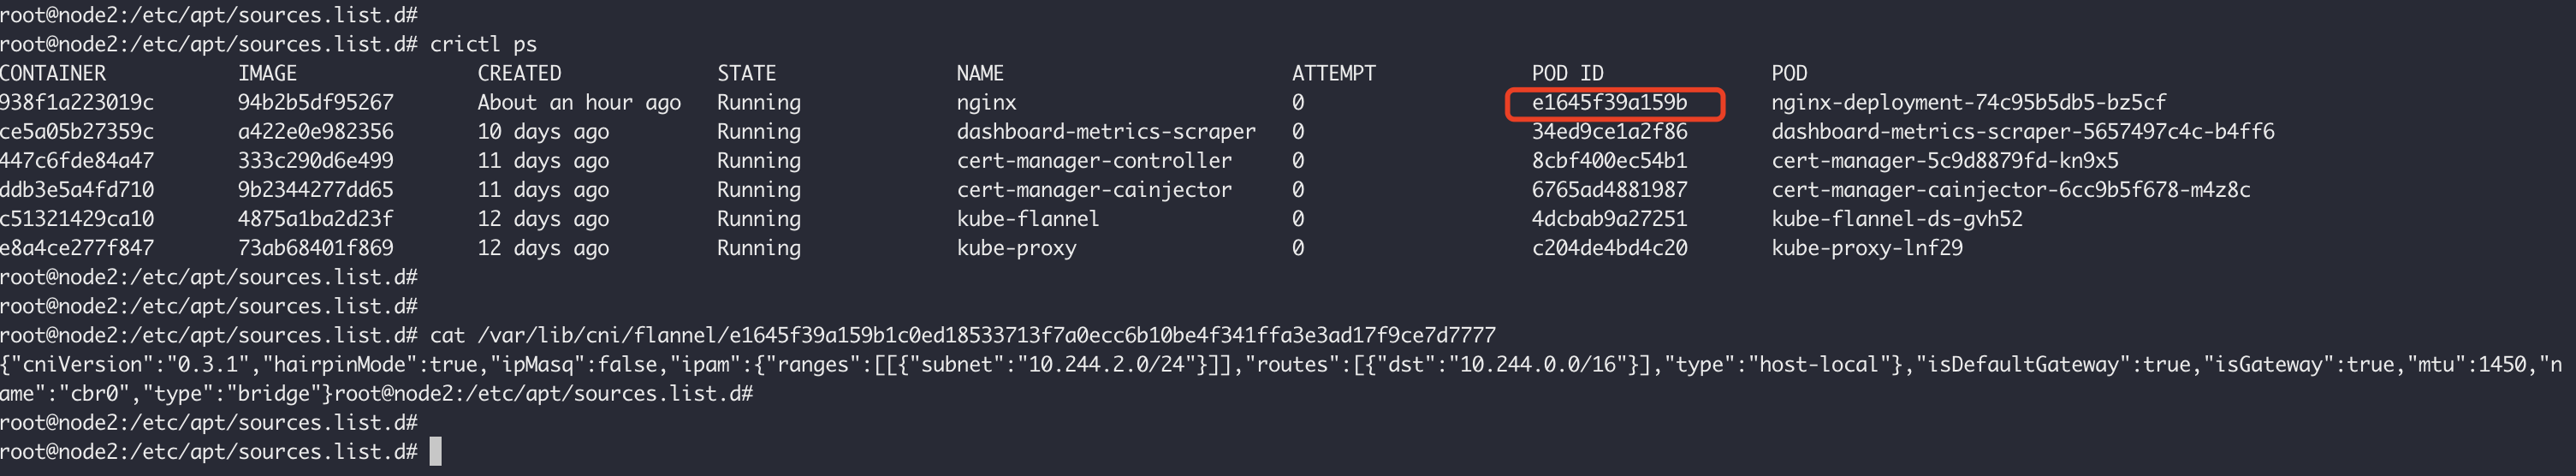 root@node2:/etc/apt/sources.list.d#
root@node2:/etc/apt/sources.list.d# crictl ps
CONTAINER IMAGE CREATED STATE NAME ATTEMPT POD ID POD
938f1a223019c 94b2b5df95267 About an hour ago Running nginx 0 e1645f39a159b nginx-deployment-74c95b5db5-bz5cf
ce5a05b27359c a422e0e982356 10 days ago Running dashboard-metrics-scraper 0 34ed9ce1a2f86 dashboard-metrics-scraper-5657497c4c-b4ff6
447c6fde84a47 333c290d6e499 11 days ago Running cert-manager-controller 0 8cbf400ec54b1 cert-manager-5c9d8879fd-kn9x5
ddb3e5a4fd710 9b2344277dd65 11 days ago Running cert-manager-cainjector 0 6765ad4881987 cert-manager-cainjector-6cc9b5f678-m4z8c
c51321429ca10 4875a1ba2d23f 12 days ago Running kube-flannel 0 4dcbab9a27251 kube-flannel-ds-gvh52
e8a4ce277f847 73ab68401f869 12 days ago Running kube-proxy 0 c204de4bd4c20 kube-proxy-lnf29
root@node2:/etc/apt/sources.list.d#
root@node2:/etc/apt/sources.list.d#
root@node2:/etc/apt/sources.list.d# cat /var/lib/cni/flannel/e1645f39a159b1c0ed18533713f7a0ecc6b10be4f341ffa3e3ad17f9ce7d7777
{"cniVersion":"0.3.1","hairpinMode":true,"ipMasq":false,"ipam":{"ranges":[[{"subnet":"10.244.2.0/24"}]],"routes":[{"dst":"10.244.0.0/16"}],"type":"host-local"},"isDefaultGateway":true,"isGateway":true,"mtu":1450,"n
ame":"cbr0","type":"bridge"}root@node2:/etc/apt/sources.list.d#
root@node2:/etc/apt/sources.list.d#
root@node2:/etc/apt/sources.list.d#